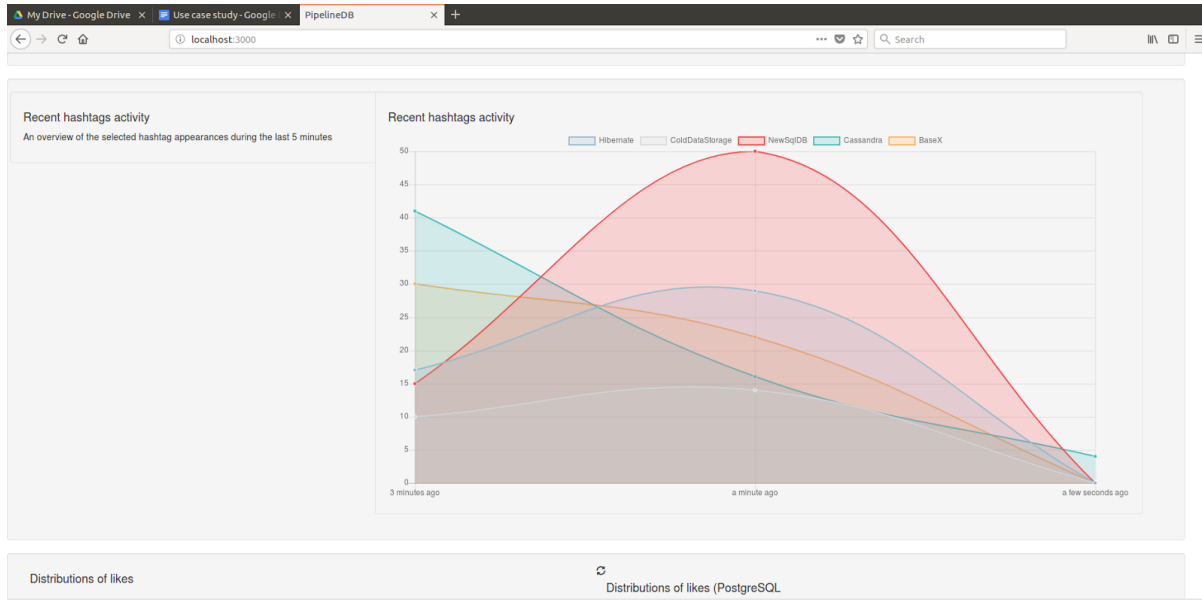 My Drive - Google Drive
Use case study - Google
PipelineDB
localhost:3000
Search
Recent hashtags activity
An overview of the selected hashtag appearances during the last 5 minutes
Recent hashtags activity
Hibernate ColdDataStorage NewSqlDB Cassandra BaseX
50
45
40
35
30
25
20
15
10
5
0
3 minutes ago a minute ago a few seconds ago
Distributions of likes
Distributions of likes (PostgreSQL